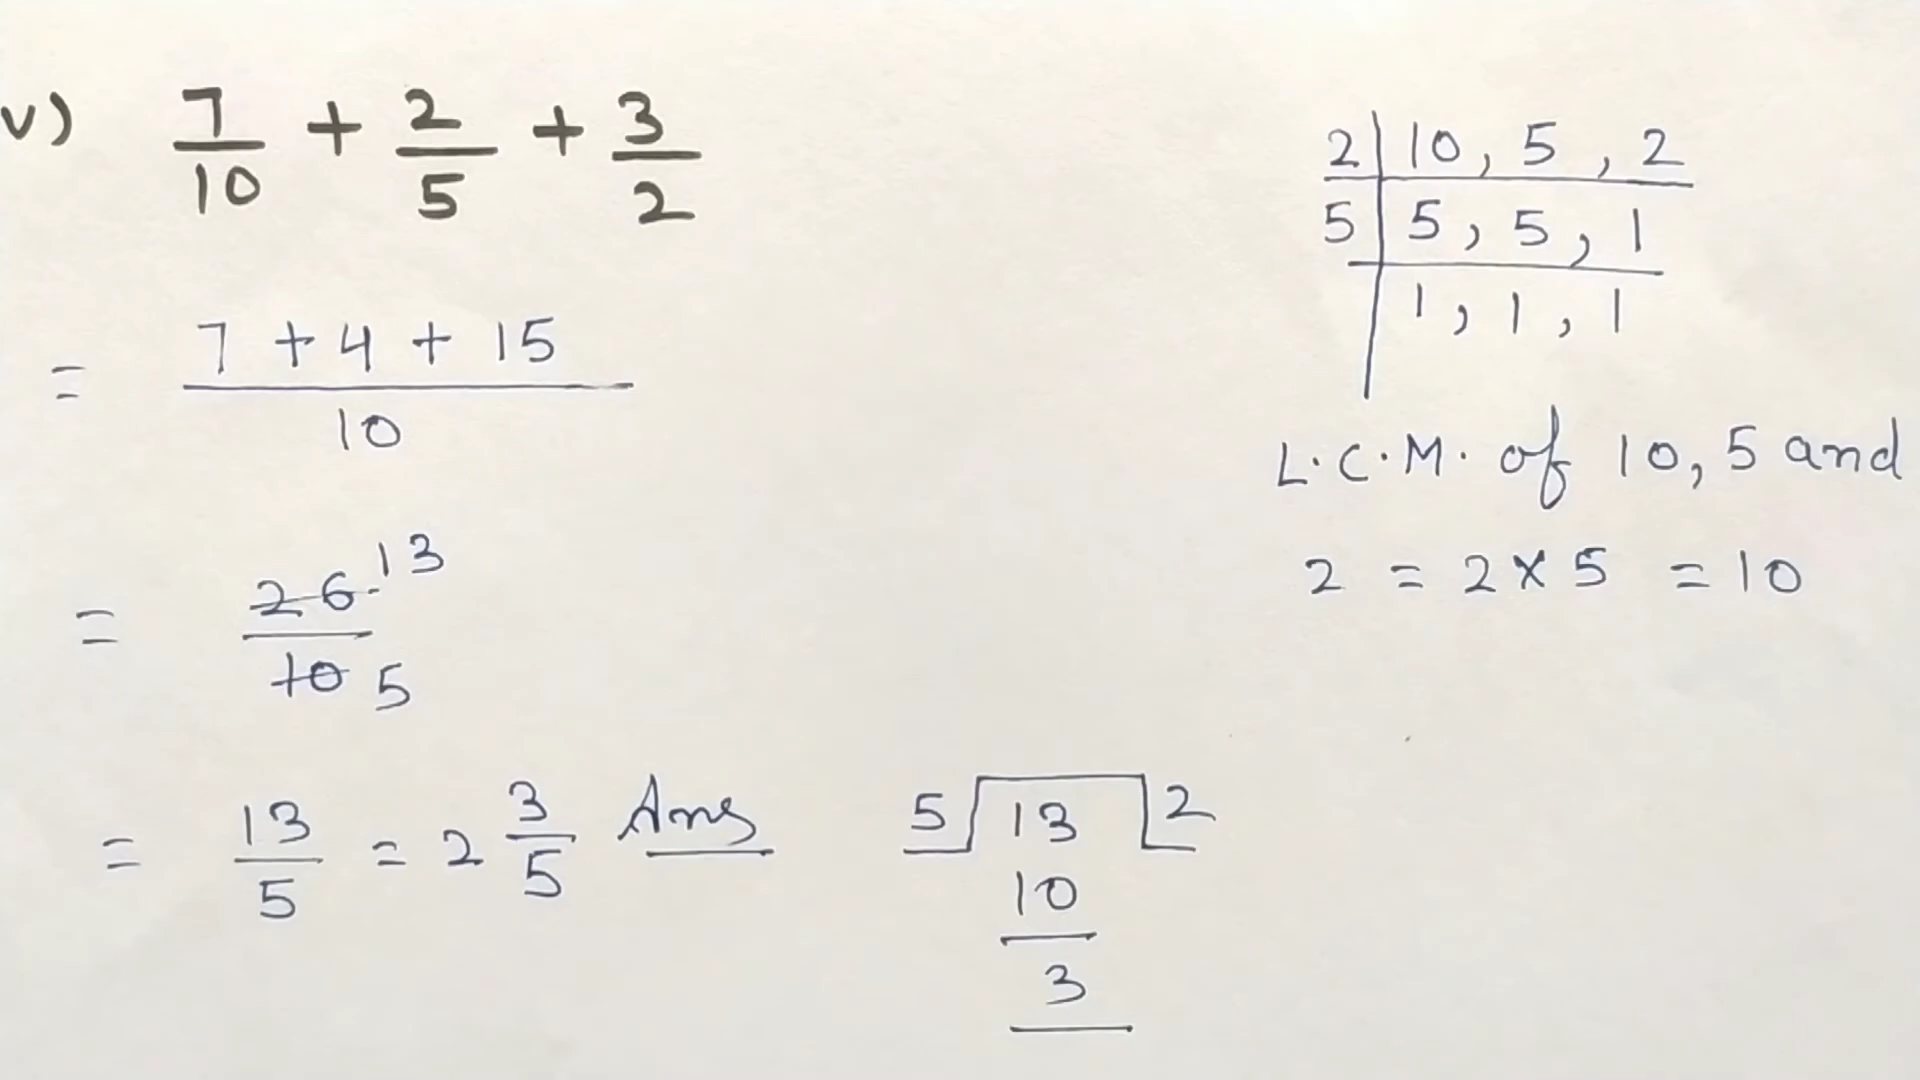 v) 7/10 + 2/5 + 3/2
= 7 + 4 + 15 / 10
= 26 13 / 10 5
= 13/5 = 2 3/5 Ans
5 13 2
10
3
2 10, 5, 2
5 5, 5, 1
1, 1, 1
L.C.M. of 10, 5 and
2 = 2 × 5 = 10